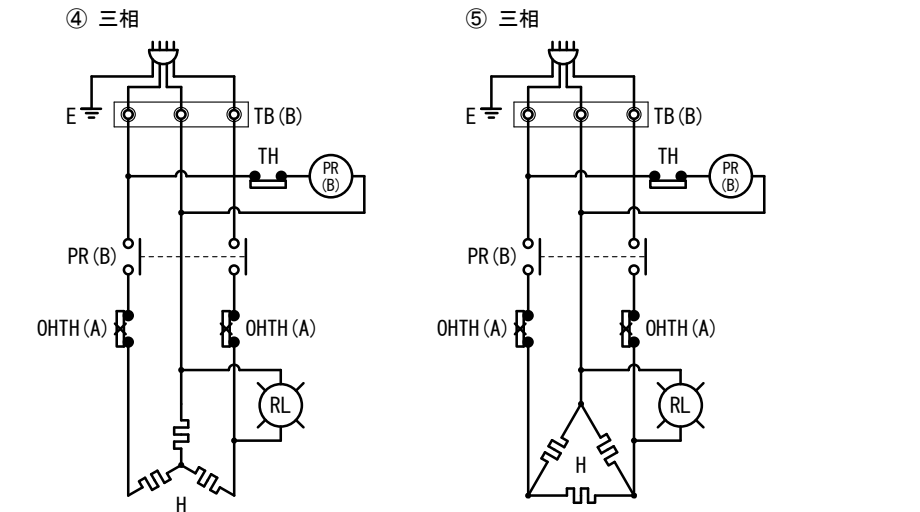 ④ 三相
E
TB(B)
TH
PR
(B)
PR(B)
OHTH(A)
OHTH(A)
RL
H
⑤ 三相
E
TB(B)
TH
PR
(B)
PR(B)
OHTH(A)
OHTH(A)
RL
H